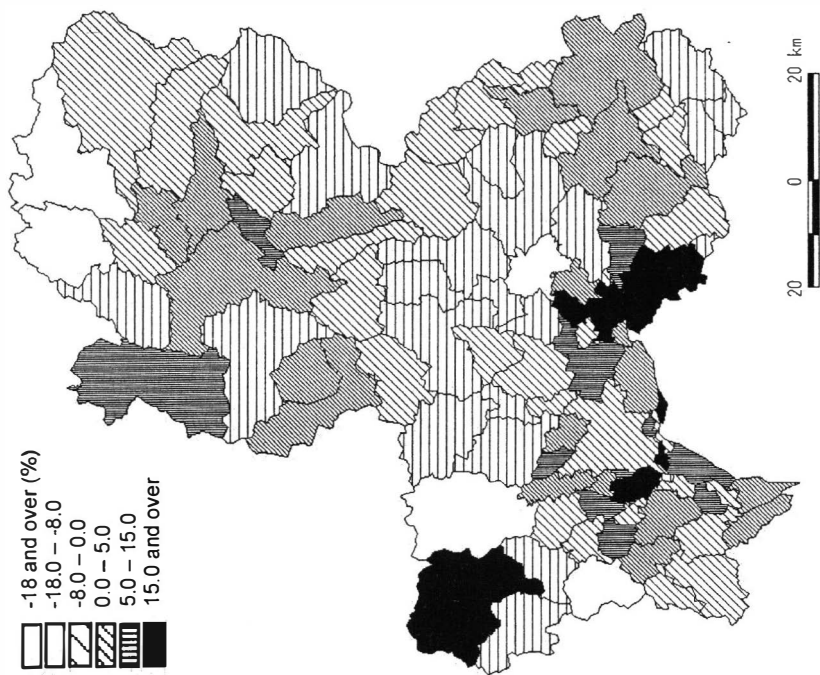 -18 and over (%)
-18.0 – -8.0
-8.0 – 0.0
0.0 – 5.0
5.0 – 15.0
15.0 and over
20 0 20 km